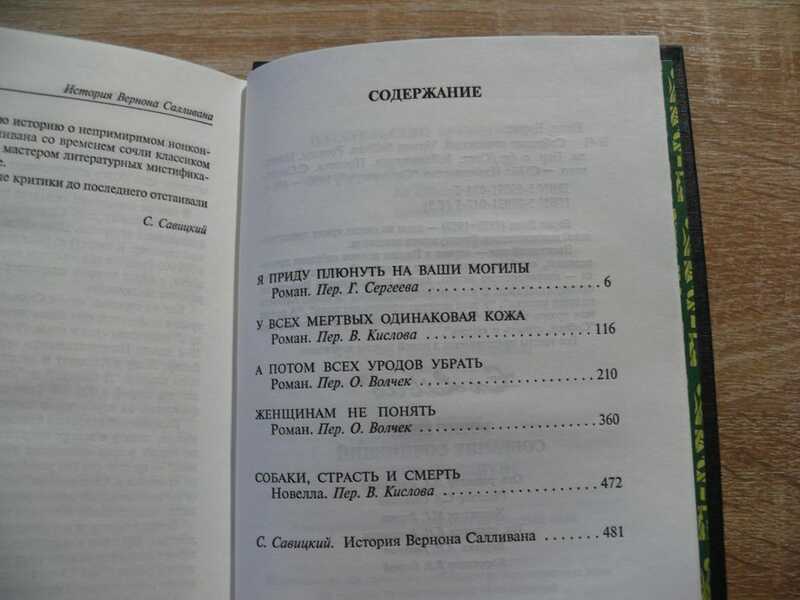 История Вернона Салливана
ю историю о непримиримом нонкон-
ливана со временем сочли классиком
мастером литературных мистифика-
е.
е критики до последнего отстаивали
С. Савицкий
СОДЕРЖАНИЕ
Я ПРИДУ ПЛЮНУТЬ НА ВАШИ МОГИЛЫ
Роман. Пер. Г. Сергеева . . . . . . . . . . . . . . . . . . . 6
У ВСЕХ МЕРТВЫХ ОДИНАКОВАЯ КОЖА
Роман. Пер. В. Кислова . . . . . . . . . . . . . . . . . . . 116
А ПОТОМ ВСЕХ УРОДОВ УБРАТЬ
Роман. Пер. О. Волчек . . . . . . . . . . . . . . . . . . . 210
ЖЕНЩИНАМ НЕ ПОНЯТЬ
Роман. Пер. О. Волчек . . . . . . . . . . . . . . . . . . . 360
СОБАКИ, СТРАСТЬ И СМЕРТЬ
Новелла. Пер. В. Кислова . . . . . . . . . . . . . . . . . . 472
С. Савицкий. История Вернона Салливана . . . . . . . 481